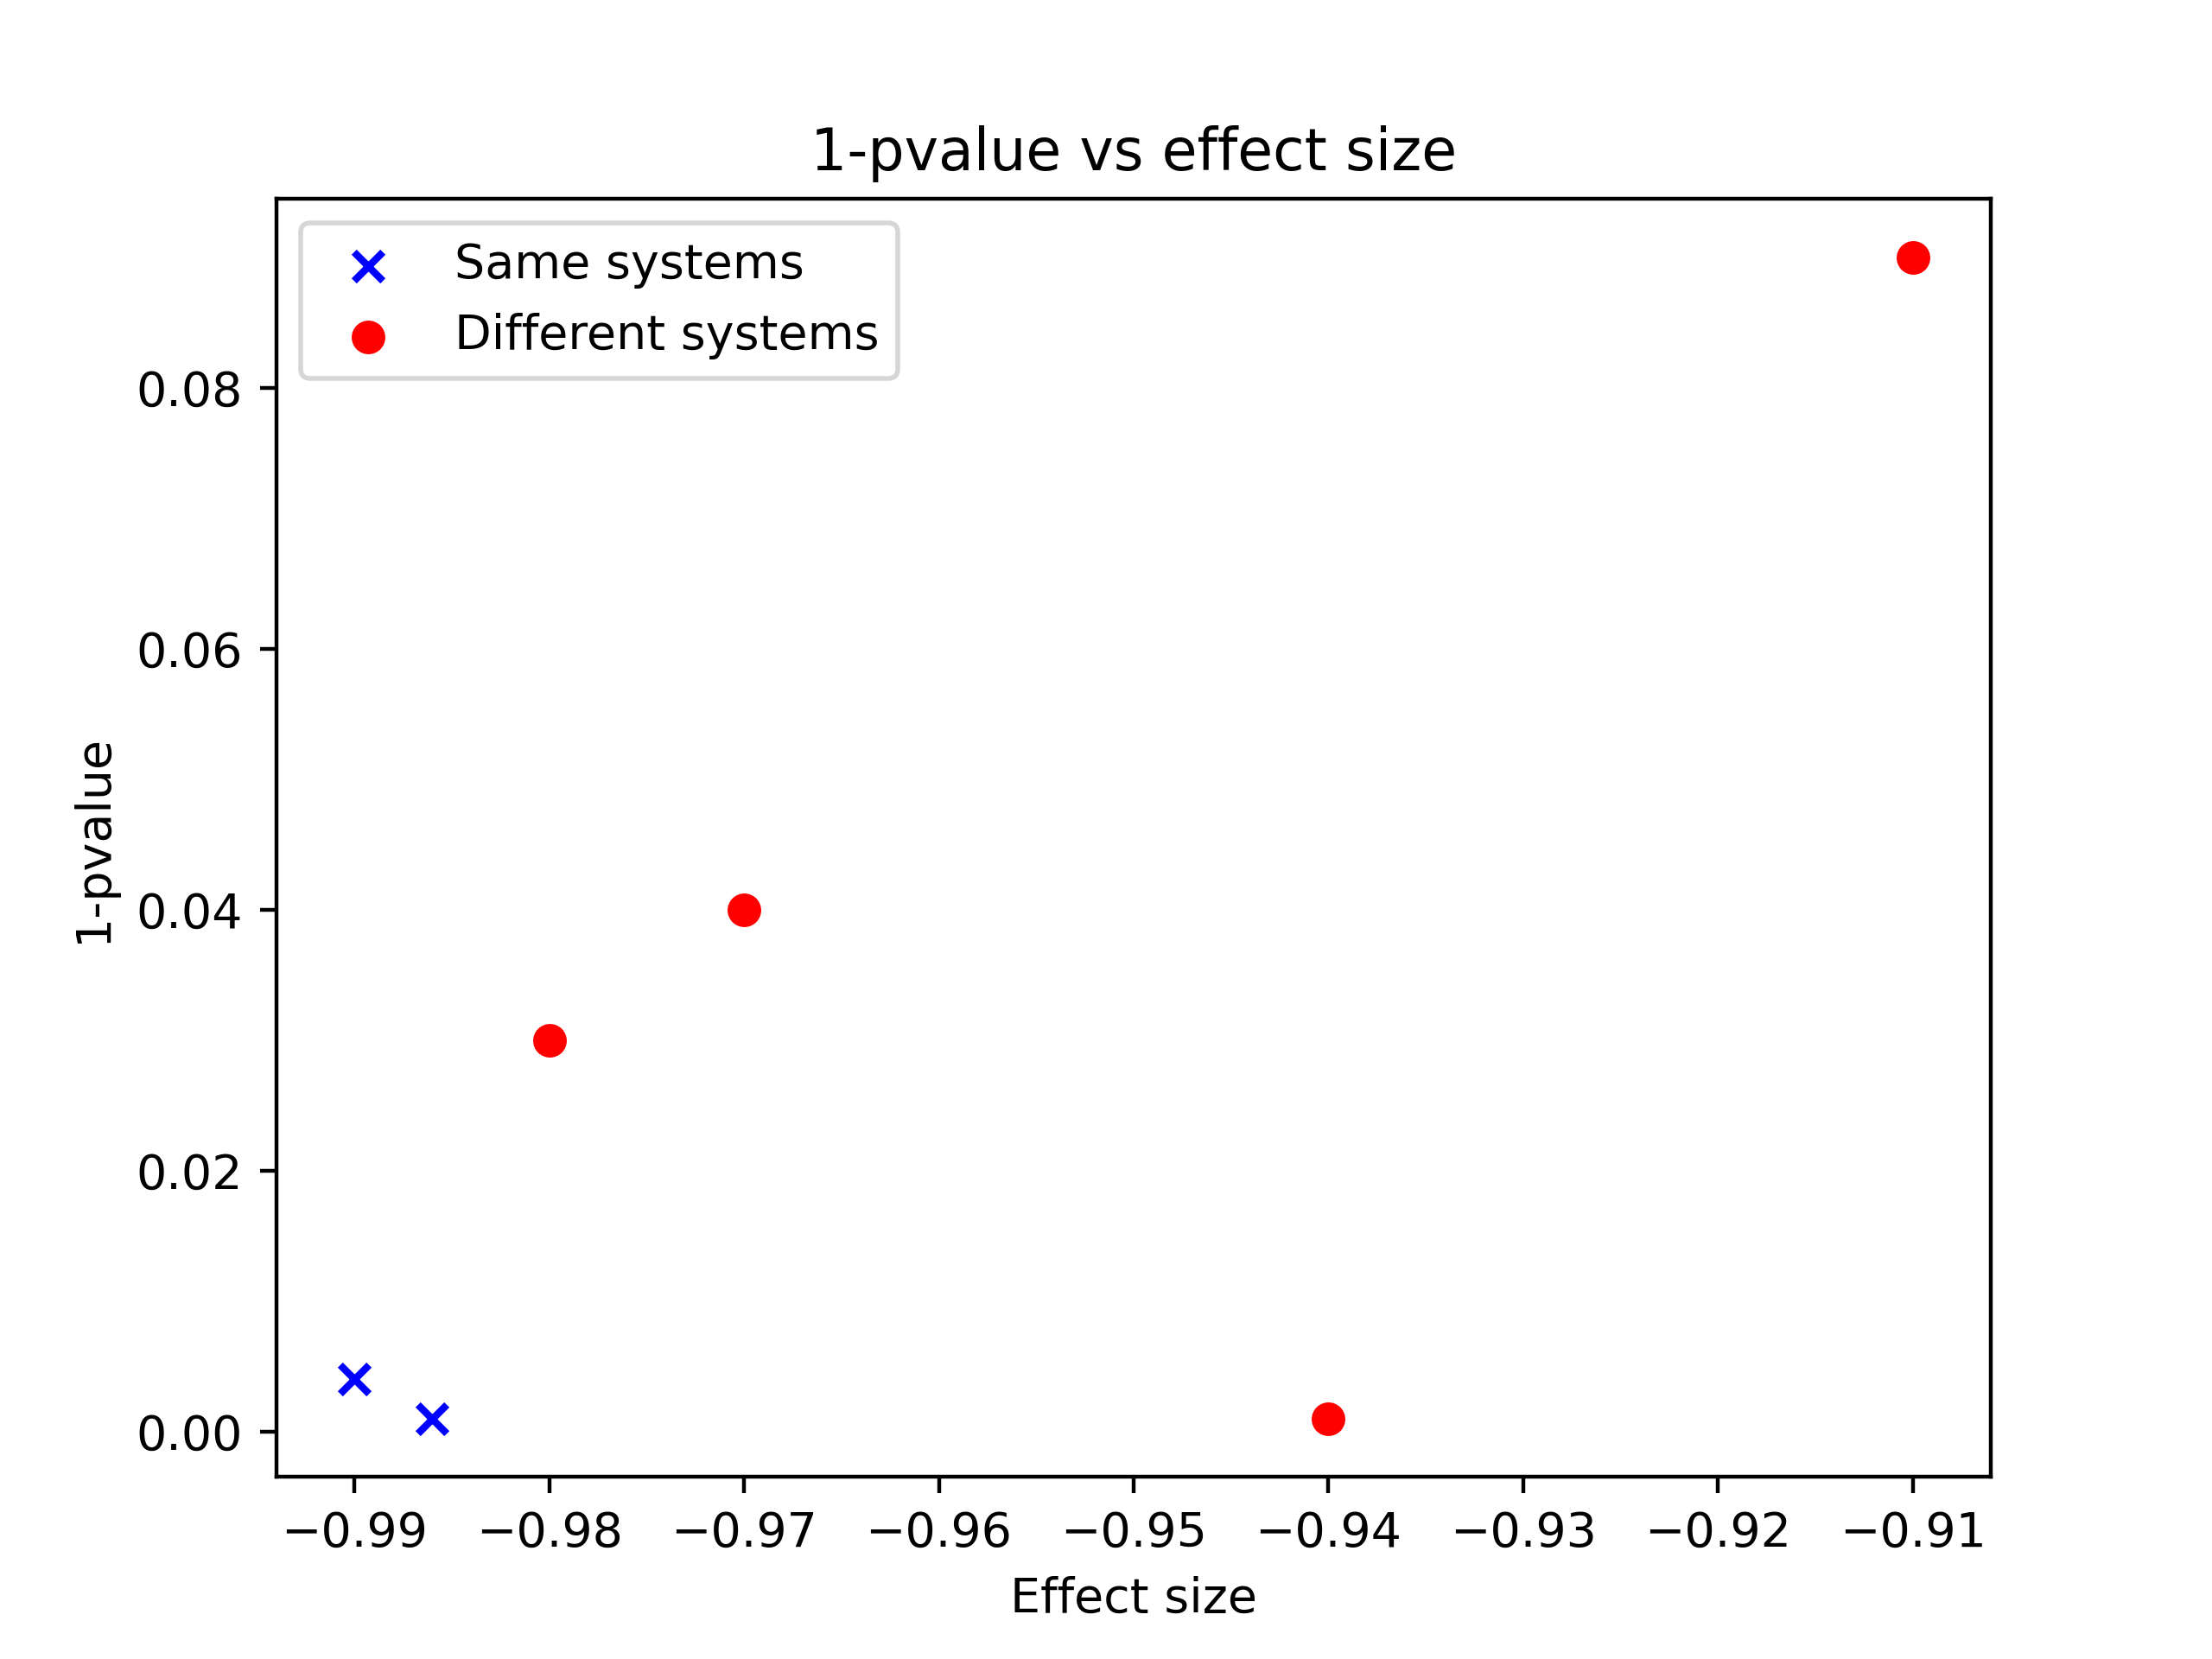 1-pvalue vs effect size
Same systems
Different systems
0.08
0.06
0.04
0.02
0.00
1-pvalue
−0.99 −0.98 −0.97 −0.96 −0.95 −0.94 −0.93 −0.92 −0.91
Effect size